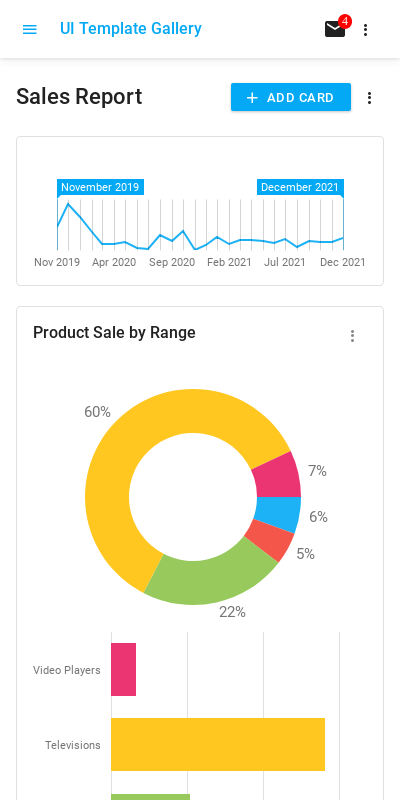 UI Template Gallery
4
Sales Report
ADD CARD
November 2019
December 2021
Nov 2019 Apr 2020 Sep 2020 Feb 2021 Jul 2021 Dec 2021
Product Sale by Range
60%
7%
6%
5%
22%
Video Players
Televisions